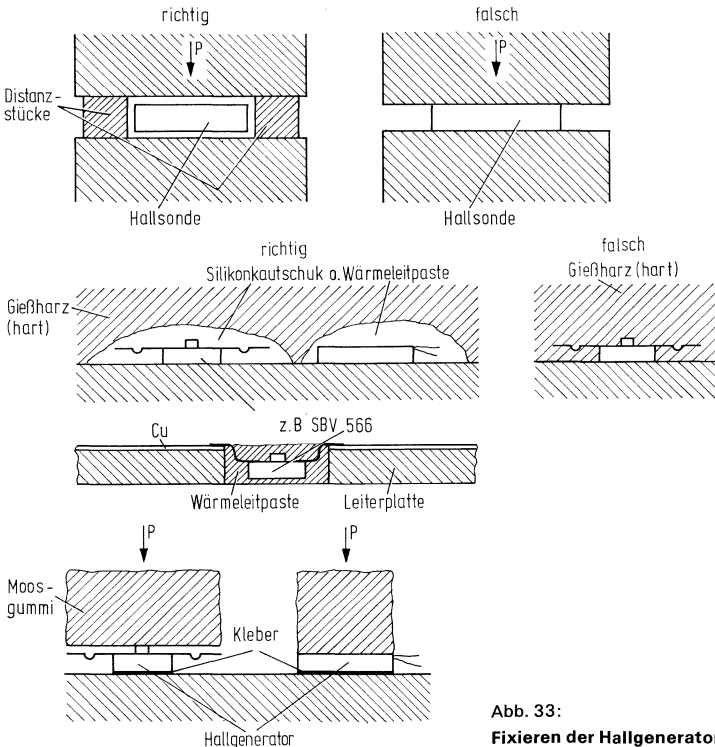 richtig
falsch
P
P
Distanz-
stücke
Hallsonde
Hallsonde
richtig
Silikonkautschuk o. Wärmeleitpaste
falsch
Gießharz (hart)
Gießharz
(hart)
z.B SBV 566
Cu
Wärmeleitpaste
Leiterplatte
P
P
Moos-
gummi
Kleber
Hallgenerator
Abb. 33:
Fixieren der